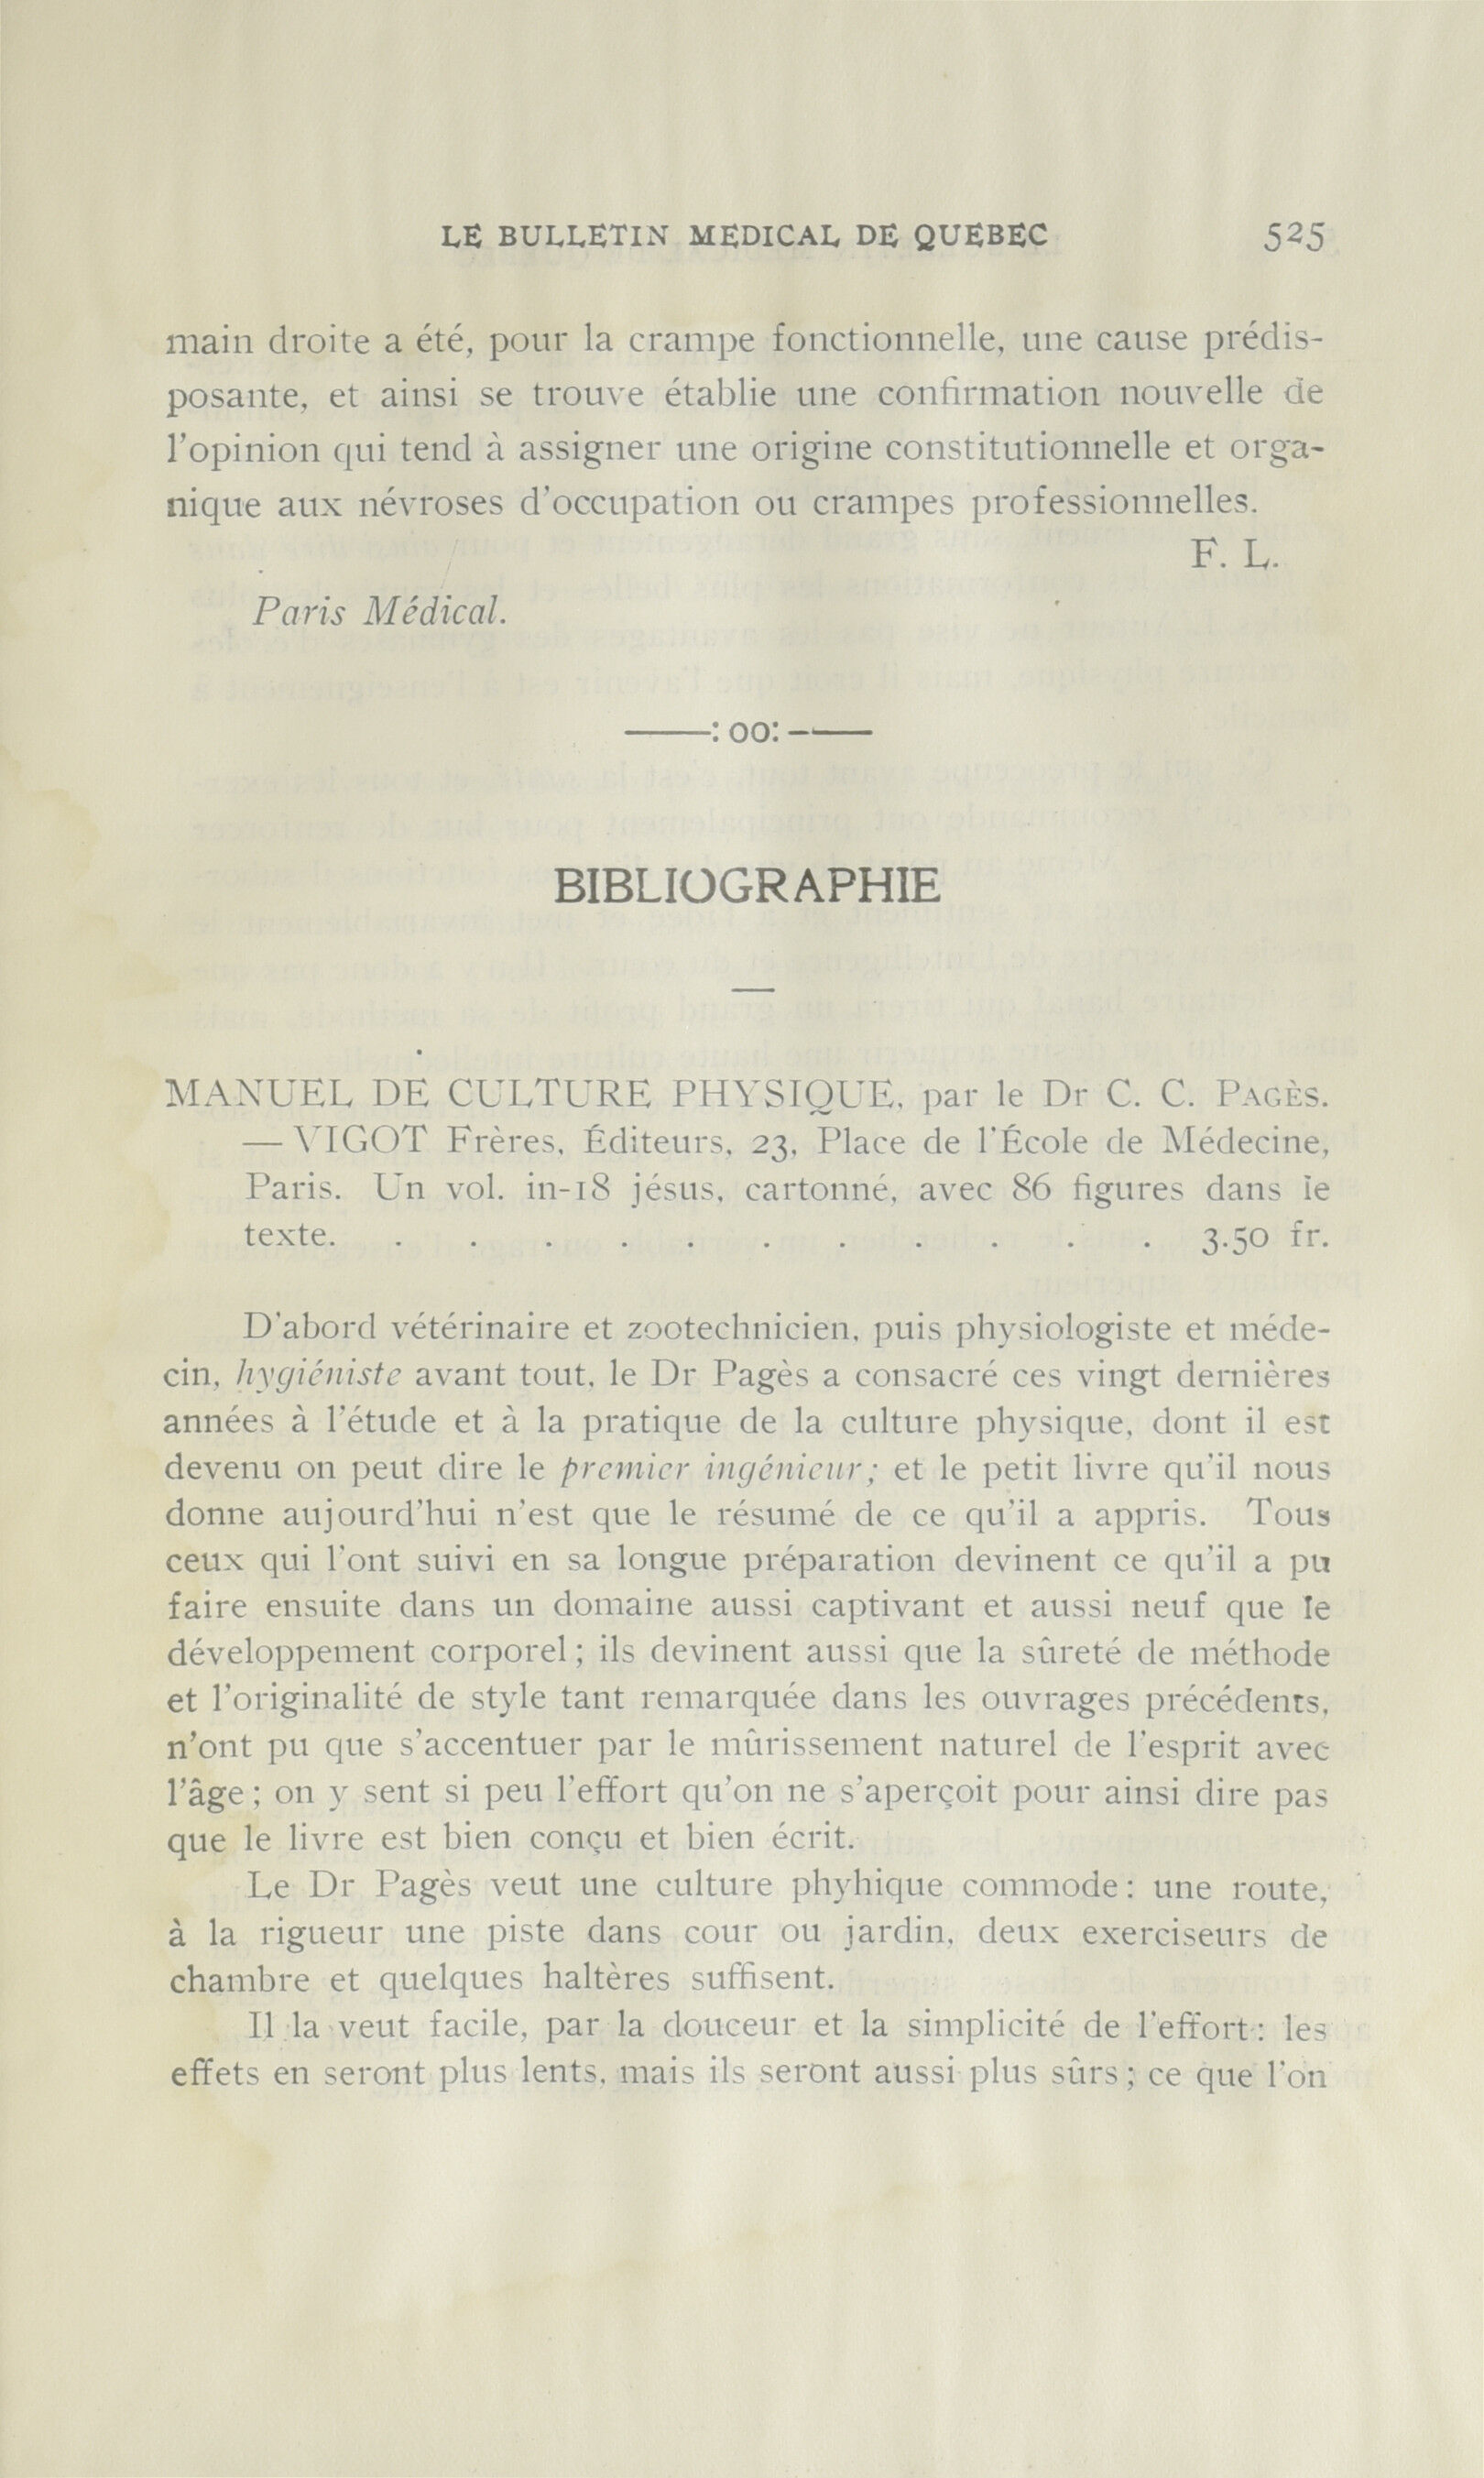 LE BULLETIN MEDICAL DE QUEBEC 525
main droite a été, pour la crampe fonctionnelle, une cause prédis-
posante, et ainsi se trouve établie une confirmation nouvelle de
l'opinion qui tend à assigner une origine constitutionnelle et orga-
nique aux névroses d'occupation ou crampes professionnelles.
F. L.
Paris Médical.
——: oo: ——
BIBLIOGRAPHIE
—
MANUEL DE CULTURE PHYSIQUE, par le Dr C. C. PAGÈS.
— VIGOT Frères, Éditeurs, 23, Place de l'École de Médecine,
Paris. Un vol. in-18 jésus, cartonné, avec 86 figures dans le
texte. . . . . . . . . . . . 3.50 fr.
D'abord vétérinaire et zootechnicien, puis physiologiste et méde-
cin, hygiéniste avant tout, le Dr Pagès a consacré ces vingt dernières
années à l'étude et à la pratique de la culture physique, dont il est
devenu on peut dire le premier ingénieur; et le petit livre qu'il nous
donne aujourd'hui n'est que le résumé de ce qu'il a appris. Tous
ceux qui l'ont suivi en sa longue préparation devinent ce qu'il a pu
faire ensuite dans un domaine aussi captivant et aussi neuf que le
développement corporel; ils devinent aussi que la sûreté de méthode
et l'originalité de style tant remarquée dans les ouvrages précédents,
n'ont pu que s'accentuer par le mûrissement naturel de l'esprit avec
l'âge; on y sent si peu l'effort qu'on ne s'aperçoit pour ainsi dire pas
que le livre est bien conçu et bien écrit.
Le Dr Pagès veut une culture phyhique commode: une route,
à la rigueur une piste dans cour ou jardin, deux exerciseurs de
chambre et quelques haltères suffisent.
Il la veut facile, par la douceur et la simplicité de l'effort: les
effets en seront plus lents, mais ils seront aussi plus sûrs; ce que l'on